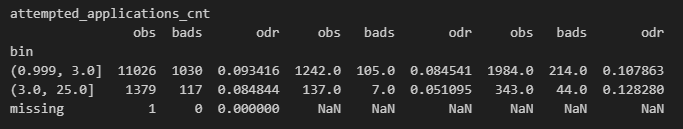 attempted_applications_cnt
obs bads odr obs bads odr obs bads odr
bin
(0.999, 3.0] 11026 1030 0.093416 1242.0 105.0 0.084541 1984.0 214.0 0.107863
(3.0, 25.0] 1379 117 0.084844 137.0 7.0 0.051095 343.0 44.0 0.128280
missing 1 0 0.000000 NaN NaN NaN NaN NaN NaN